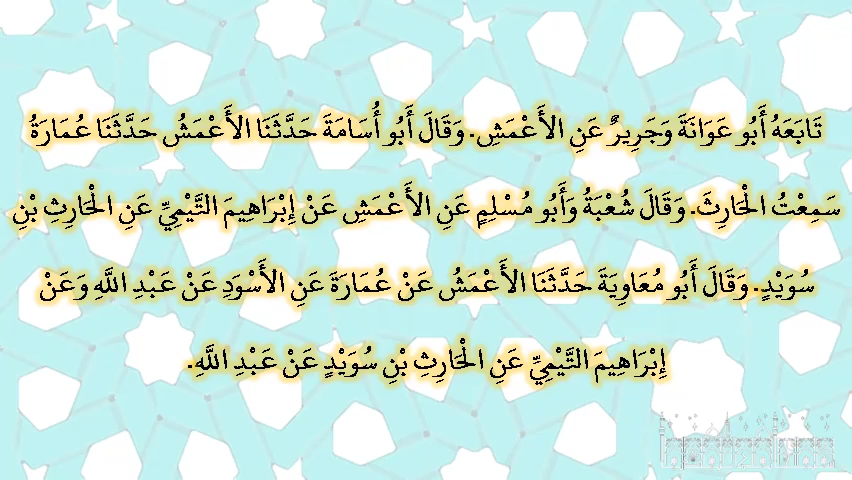 تَابَعَهُ أَبُو عَوَانَةَ وَجَرِيرٌ عَنِ الأَعْمَشِ. وَقَالَ أَبُو أُسَامَةَ حَدَّثَنَا الأَعْمَشُ حَدَّثَنَا عُمَارَةُ
سَمِعْتُ الْحَارِثَ. وَقَالَ شُعْبَةُ وَأَبُو مُسْلِمٍ عَنِ الأَعْمَشِ عَنْ إِبْرَاهِيمَ التَّيْمِيِّ عَنِ الْحَارِثِ بْنِ
سُوَيْدٍ. وَقَالَ أَبُو مُعَاوِيَةَ حَدَّثَنَا الأَعْمَشُ عَنْ عُمَارَةَ عَنِ الأَسْوَدِ عَنْ عَبْدِ اللَّهِ وَعَنْ
إِبْرَاهِيمَ التَّيْمِيِّ عَنِ الْحَارِثِ بْنِ سُوَيْدٍ عَنْ عَبْدِ اللَّهِ.